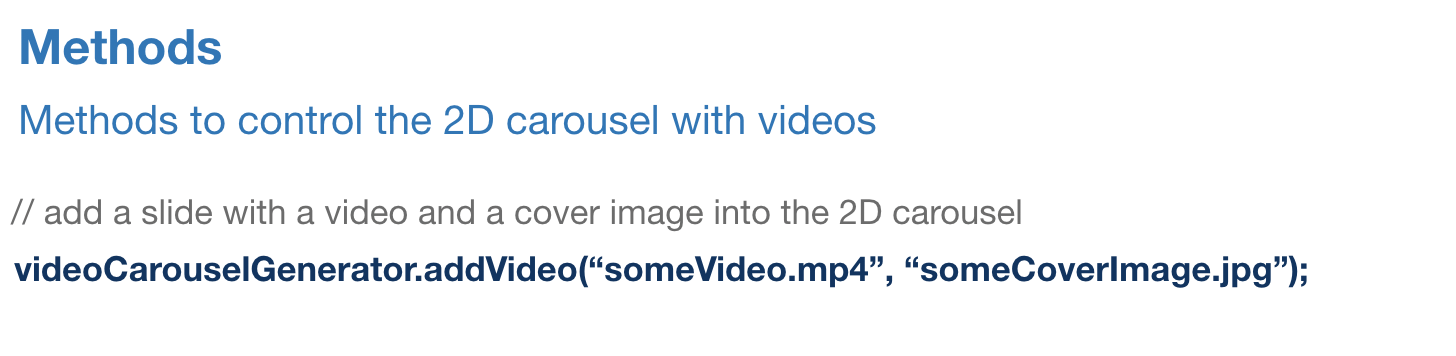 Methods
Methods to control the 2D carousel with videos
// add a slide with a video and a cover image into the 2D carousel
videoCarouselGenerator.addVideo(“someVideo.mp4”, “someCoverImage.jpg”);